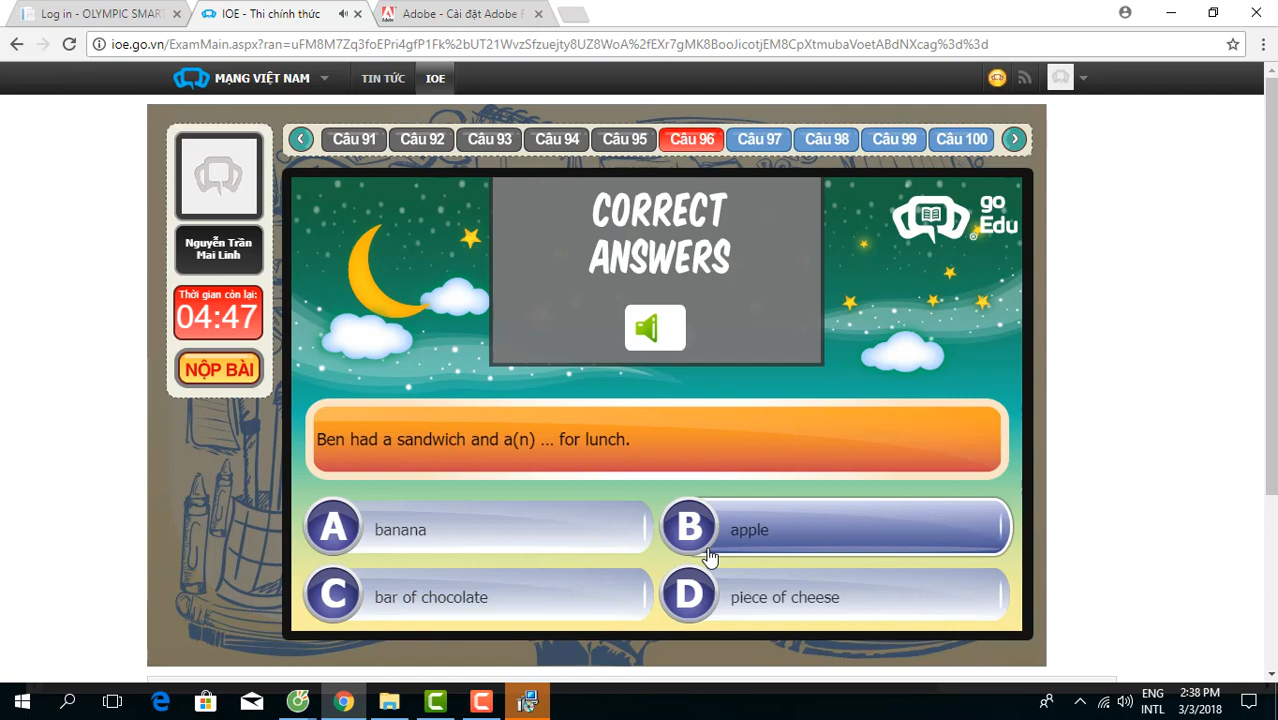 Log in - OLYMPIC SMART
IOE - Thi chính thức
Adobe - Cài đặt Adobe F
ioe.go.vn/ExamMain.aspx?ran=uFM8M7Zq3foEPri4gfP1Fk%2bUT21WvzSfzuejty8UZ8WoA%2fEXr7gMK8BooJicotjEM8CpXtmubaVoetABdNXcag%3d%3d
MẠNG VIỆT NAM
TIN TỨC
IOE
Câu 91
Câu 92
Câu 93
Câu 94
Câu 95
Câu 96
Câu 97
Câu 98
Câu 99
Câu 100
Nguyễn Trần
Mai Linh
Thời gian còn lại:
04:47
NỘP BÀI
CORRECT
ANSWERS
go
Edu
Ben had a sandwich and a(n) ... for lunch.
A banana
B apple
C bar of chocolate
D piece of cheese
ENG
INTL
2:38 PM
3/3/2018